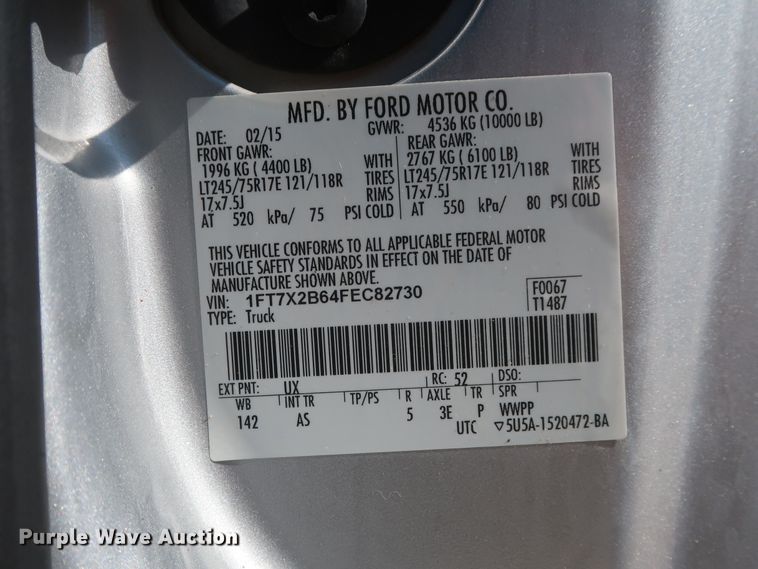 MFD. BY FORD MOTOR CO.
DATE: 02/15 GVWR: 4536 KG (10000 LB)
FRONT GAWR: REAR GAWR:
1996 KG ( 4400 LB) WITH 2767 KG ( 6100 LB) WITH
LT245/75R17E 121/118R TIRES LT245/75R17E 121/118R TIRES
17x7.5J RIMS 17x7.5J RIMS
AT 520 kPa/ 75 PSI COLD AT 550 kPa/ 80 PSI COLD
THIS VEHICLE CONFORMS TO ALL APPLICABLE FEDERAL MOTOR
VEHICLE SAFETY STANDARDS IN EFFECT ON THE DATE OF
MANUFACTURE SHOWN ABOVE.
VIN: 1FT7X2B64FEC82730 F0067
TYPE: Truck T1487
EXT PNT: UX RC: 52 DSO:
WB INT TR TP/PS R AXLE TR SPR
142 AS 5 3E P WWPP
UTC ▽5U5A-1520472-BA
Purple Wave Auction